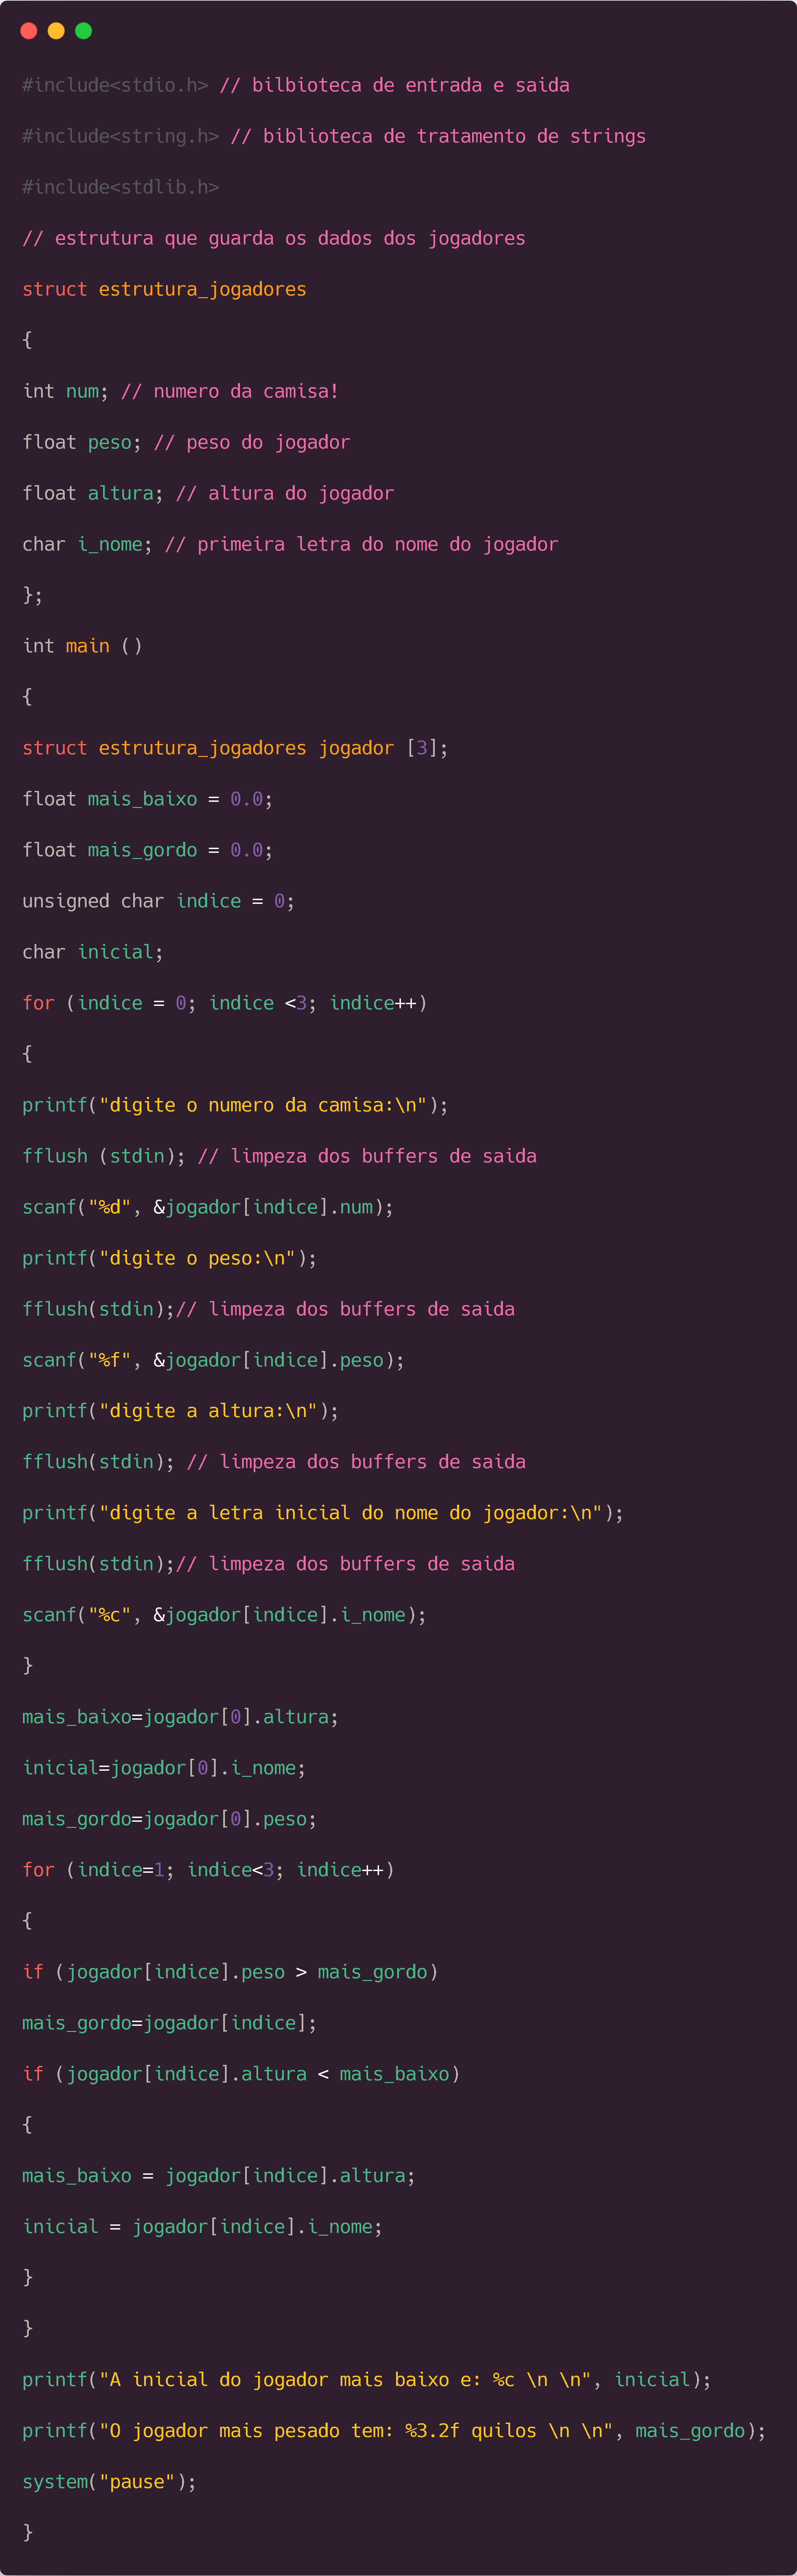 #include<stdio.h> // bilbioteca de entrada e saida
#include<string.h> // biblioteca de tratamento de strings
#include<stdlib.h>
// estrutura que guarda os dados dos jogadores
struct estrutura_jogadores
{
int num; // numero da camisa!
float peso; // peso do jogador
float altura; // altura do jogador
char i_nome; // primeira letra do nome do jogador
};
int main ()
{
struct estrutura_jogadores jogador [3];
float mais_baixo = 0.0;
float mais_gordo = 0.0;
unsigned char indice = 0;
char inicial;
for (indice = 0; indice <3; indice++)
{
printf("digite o numero da camisa:\n");
fflush (stdin); // limpeza dos buffers de saida
scanf("%d", &jogador[indice].num);
printf("digite o peso:\n");
fflush(stdin);// limpeza dos buffers de saida
scanf("%f", &jogador[indice].peso);
printf("digite a altura:\n");
fflush(stdin); // limpeza dos buffers de saida
printf("digite a letra inicial do nome do jogador:\n");
fflush(stdin);// limpeza dos buffers de saida
scanf("%c", &jogador[indice].i_nome);
}
mais_baixo=jogador[0].altura;
inicial=jogador[0].i_nome;
mais_gordo=jogador[0].peso;
for (indice=1; indice<3; indice++)
{
if (jogador[indice].peso > mais_gordo)
mais_gordo=jogador[indice];
if (jogador[indice].altura < mais_baixo)
{
mais_baixo = jogador[indice].altura;
inicial = jogador[indice].i_nome;
}
}
printf("A inicial do jogador mais baixo e: %c \n \n", inicial);
printf("O jogador mais pesado tem: %3.2f quilos \n \n", mais_gordo);
system("pause");
}